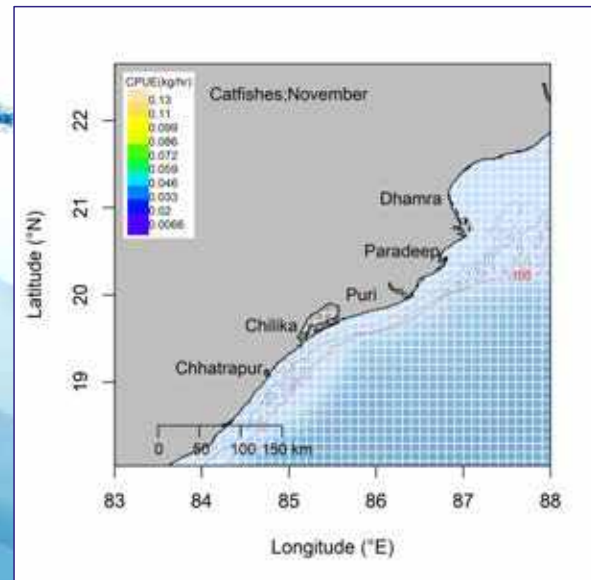 CPUE(kg/hr)
0.13
0.11
0.099
0.086
0.072
0.059
0.046
0.033
0.02
0.0066
Catfishes;November
Dhamra
Paradeep
Puri
Chilika
Chhatrapur
100
0 50 100 150 km
22
21
20
19
Latitude (°N)
83 84 85 86 87 88
Longitude (°E)